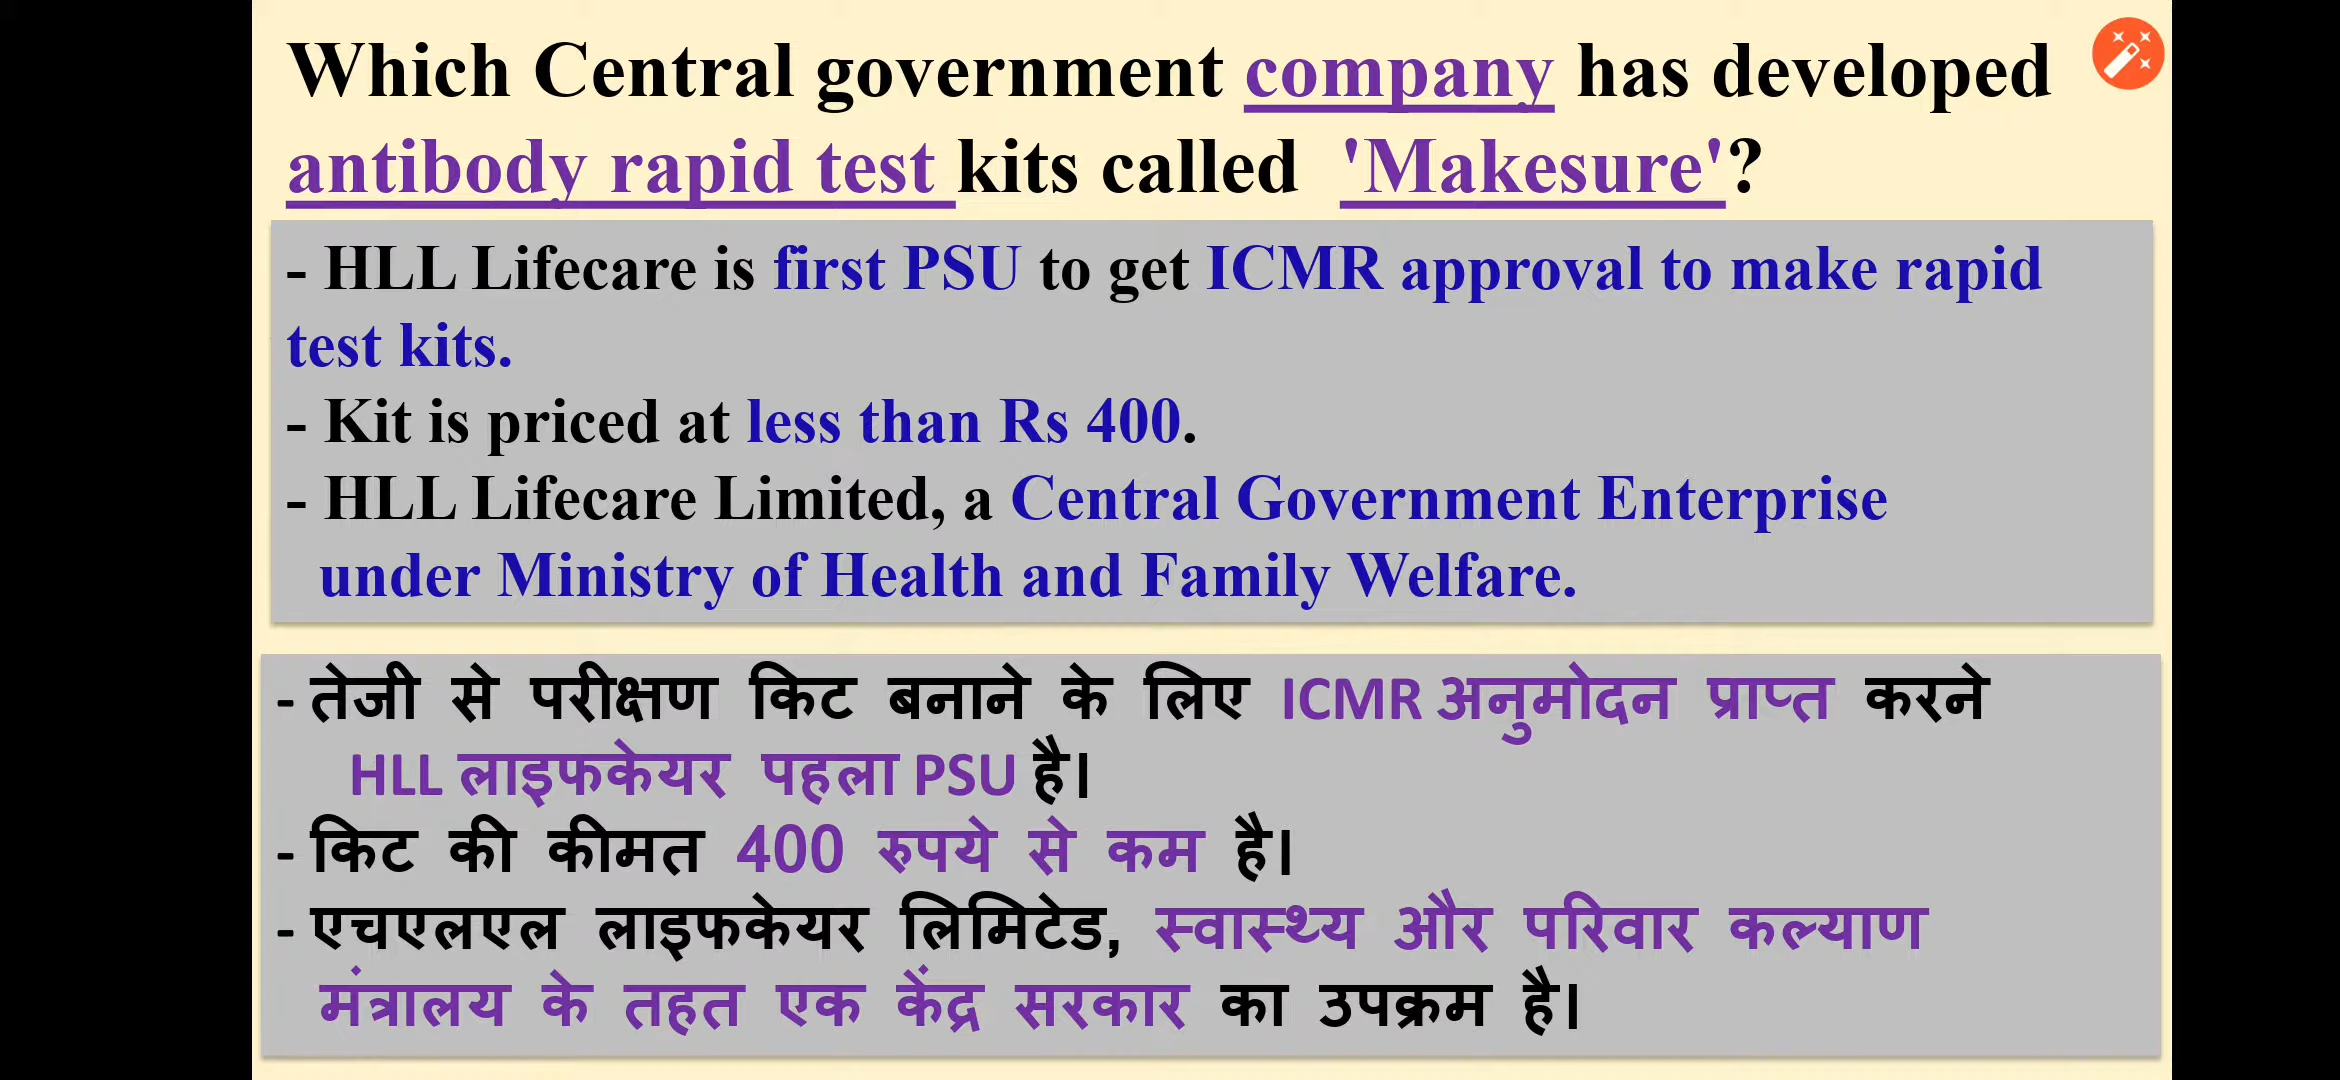 Which Central government company has developed
antibody rapid test kits called 'Makesure'?
- HLL Lifecare is first PSU to get ICMR approval to make rapid
test kits.
- Kit is priced at less than Rs 400.
- HLL Lifecare Limited, a Central Government Enterprise
under Ministry of Health and Family Welfare.
- तेजी से परीक्षण किट बनाने के लिए ICMR अनुमोदन प्राप्त करने
HLL लाइफकेयर पहला PSU है।
- किट की कीमत 400 रुपये से कम है।
- एचएलएल लाइफकेयर लिमिटेड, स्वास्थ्य और परिवार कल्याण
मंत्रालय के तहत एक केंद्र सरकार का उपक्रम है।